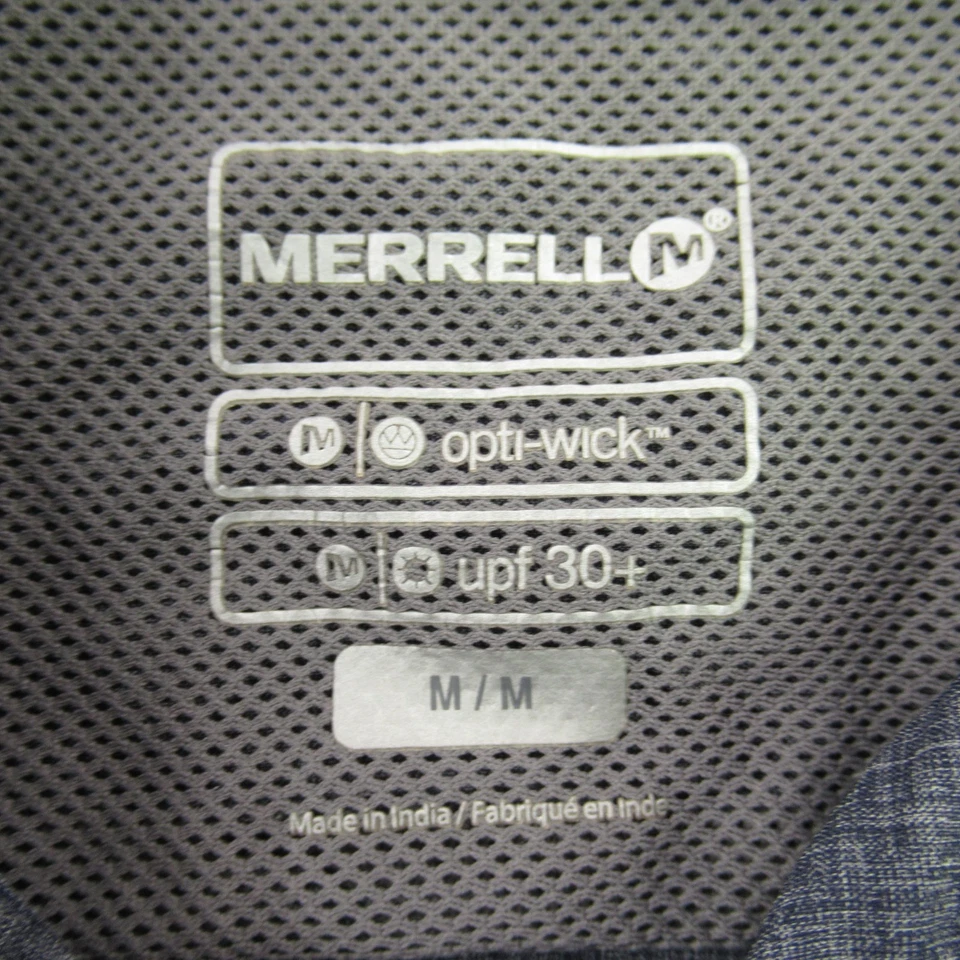 MERRELL M®
M opti-wick™
M upf 30+
M / M
Made in India / Fabriqué en Inde